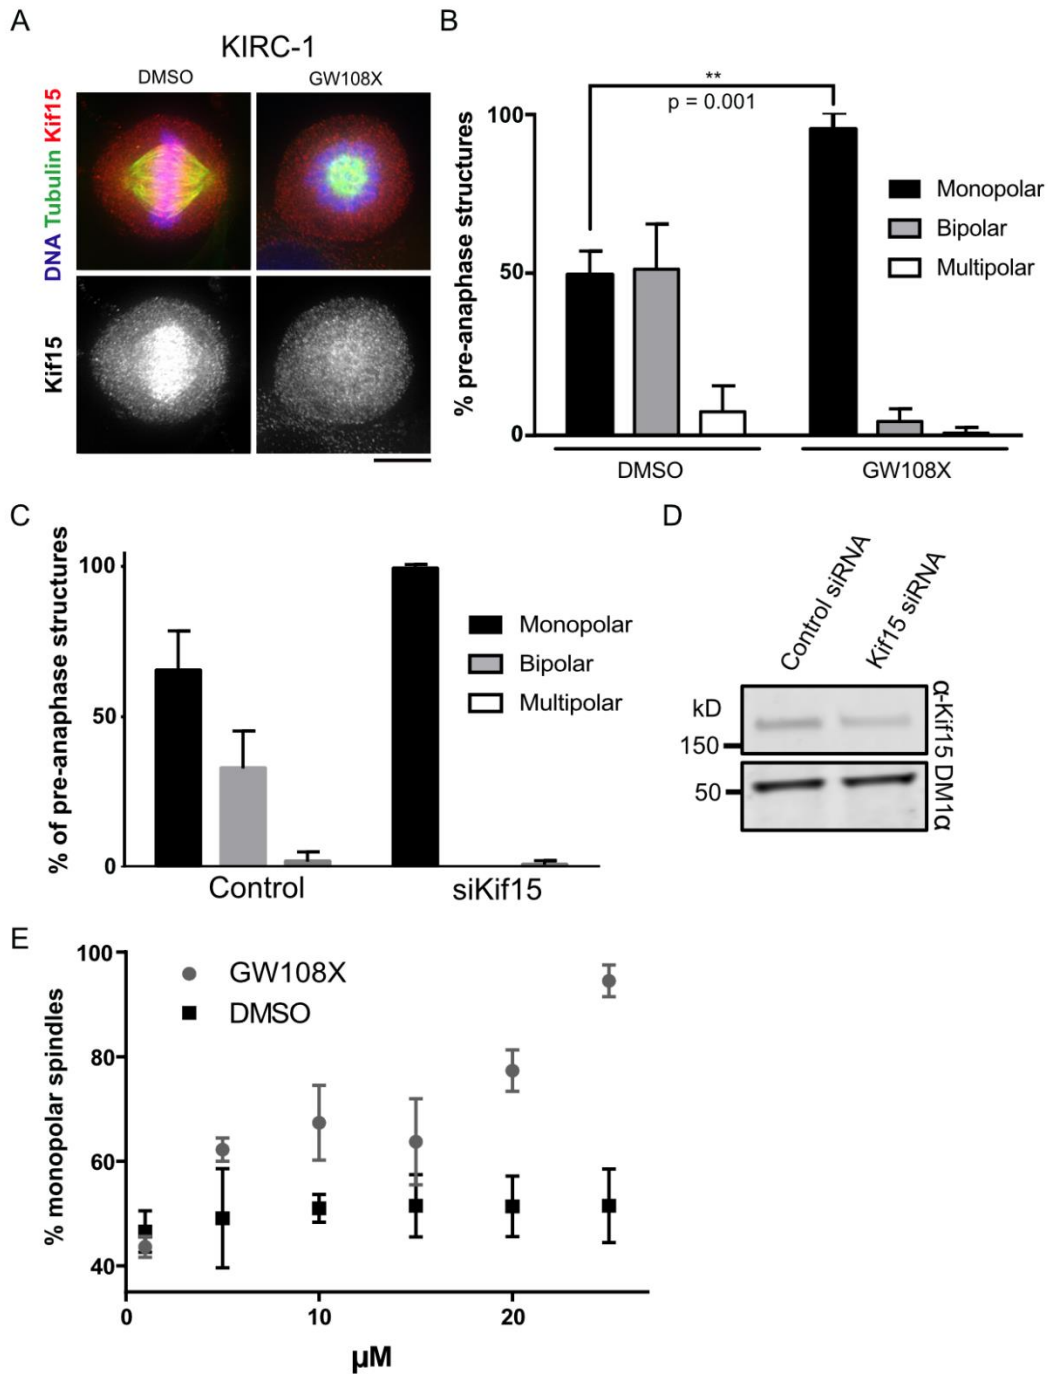 A
KIRC-1
DMSO
GW108X
DNA Tubulin Kif15
Kif15
B
**
p = 0.001
% pre-anaphase structures
100
50
0
Monopolar
Bipolar
Multipolar
DMSO
GW108X
C
% of pre-anaphase structures
100
50
0
Monopolar
Bipolar
Multipolar
Control
siKif15
D
Control siRNA
Kif15 siRNA
kD
150
50
α-Kif15
DM1α
E
% monopolar spindles
100
80
60
40
GW108X
DMSO
0
10
20
µM